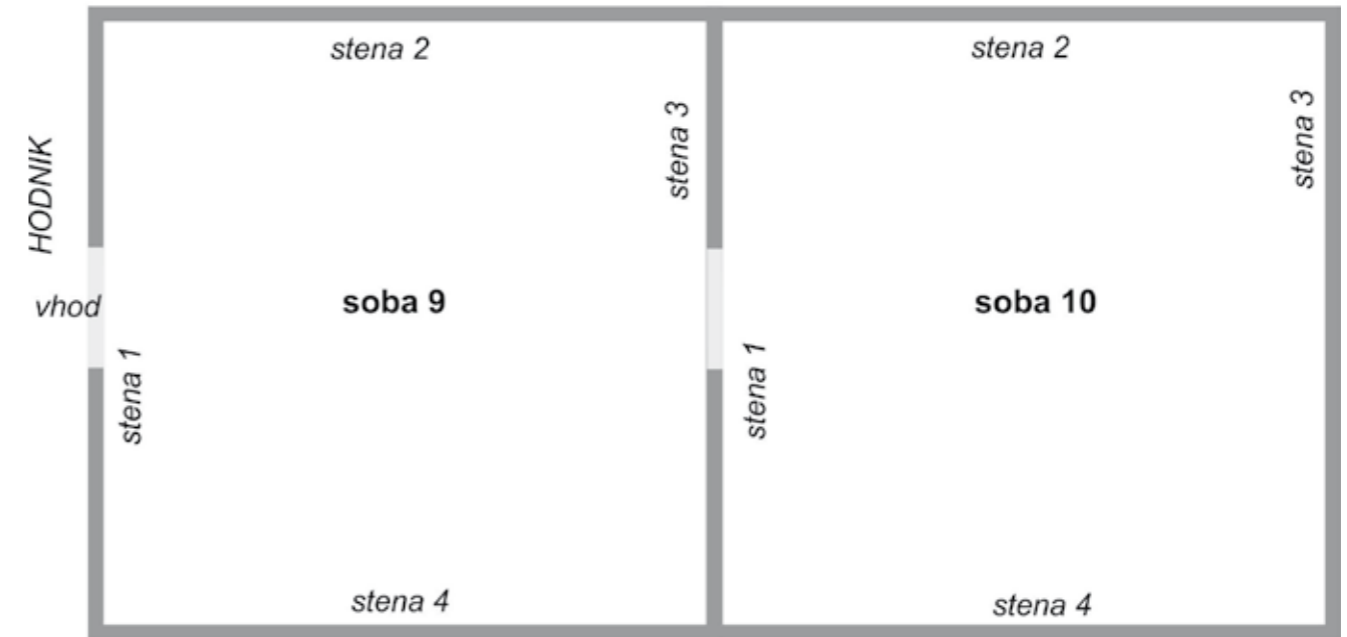 stena 2
stena 2
stena 3
stena 3
HODNIK
soba 9
soba 10
vhod
stena 1
stena 1
stena 4
stena 4